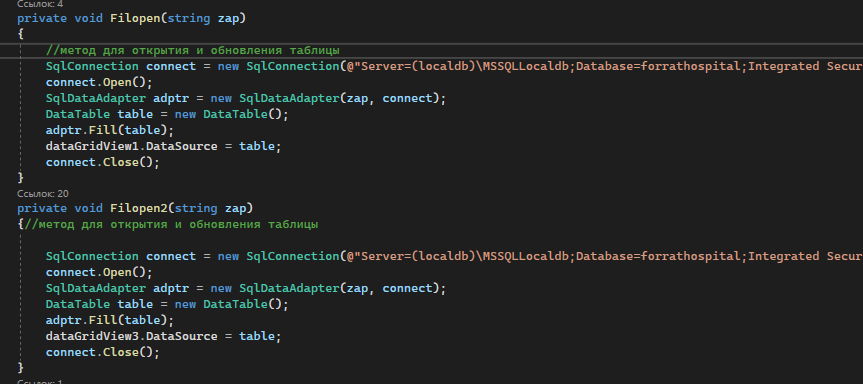 Ссылок: 4
private void Filopen(string zap)
{
//метод для открытия и обновления таблицы
SqlConnection connect = new SqlConnection(@"Server=(localdb)\MSSQLLocaldb;Database=forrathospital;Integrated Secur
connect.Open();
SqlDataAdapter adptr = new SqlDataAdapter(zap, connect);
DataTable table = new DataTable();
adptr.Fill(table);
dataGridView1.DataSource = table;
connect.Close();
}
Ссылок: 20
private void Filopen2(string zap)
{//метод для открытия и обновления таблицы
SqlConnection connect = new SqlConnection(@"Server=(localdb)\MSSQLLocaldb;Database=forrathospital;Integrated Secur
connect.Open();
SqlDataAdapter adptr = new SqlDataAdapter(zap, connect);
DataTable table = new DataTable();
adptr.Fill(table);
dataGridView3.DataSource = table;
connect.Close();
}
Ссылок: 1